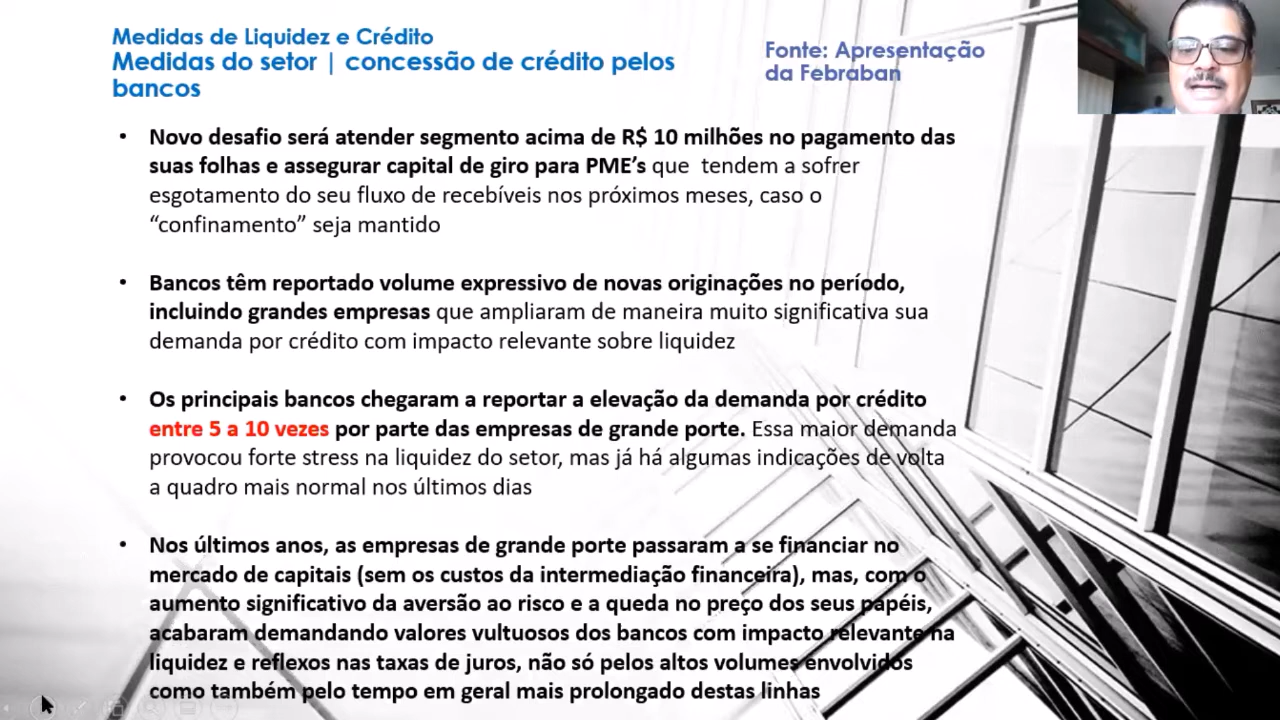 Medidas de Liquidez e Crédito
Medidas do setor | concessão de crédito pelos
bancos
Fonte: Apresentação
da Febraban
• Novo desafio será atender segmento acima de R$ 10 milhões no pagamento das
suas folhas e assegurar capital de giro para PME’s que tendem a sofrer
esgotamento do seu fluxo de recebíveis nos próximos meses, caso o
“confinamento” seja mantido
• Bancos têm reportado volume expressivo de novas originações no período,
incluindo grandes empresas que ampliaram de maneira muito significativa sua
demanda por crédito com impacto relevante sobre liquidez
• Os principais bancos chegaram a reportar a elevação da demanda por crédito
entre 5 a 10 vezes por parte das empresas de grande porte. Essa maior demanda
provocou forte stress na liquidez do setor, mas já há algumas indicações de volta
a quadro mais normal nos últimos dias
• Nos últimos anos, as empresas de grande porte passaram a se financiar no
mercado de capitais (sem os custos da intermediação financeira), mas, com o
aumento significativo da aversão ao risco e a queda no preço dos seus papéis,
acabaram demandando valores vultuosos dos bancos com impacto relevante na
liquidez e reflexos nas taxas de juros, não só pelos altos volumes envolvidos
como também pelo tempo em geral mais prolongado destas linhas